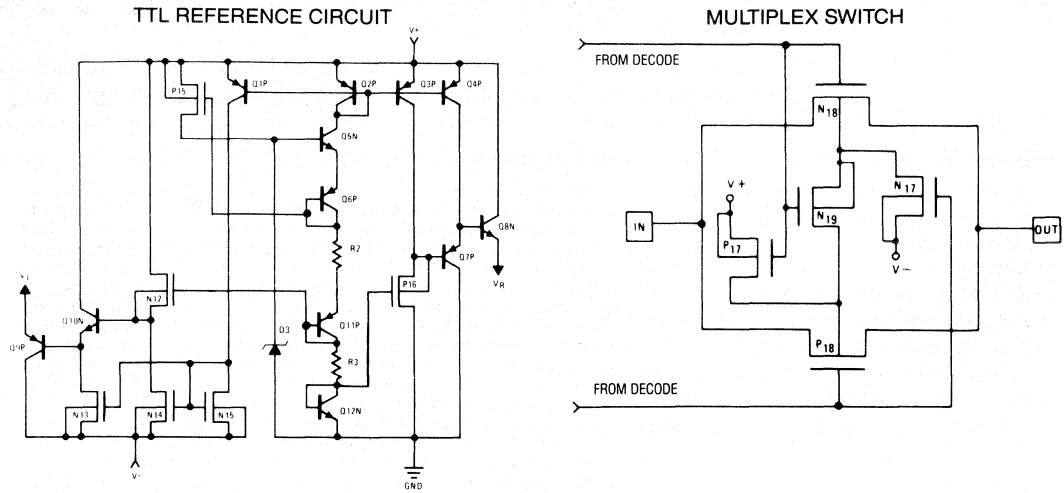 TTL REFERENCE CIRCUIT
MULTIPLEX SWITCH
V+
FROM DECODE
P15
Q1P
Q2P
Q3P
Q4P
N18
Q5N
V+
N17
Q6P
N19
IN
P17
Q8N
OUT
R2
V-
Q7P
VR
VL
P16
N12
D3
Q10N
Q11P
P18
Q9P
R3
FROM DECODE
N13
N14
N15
Q12N
V-
GND